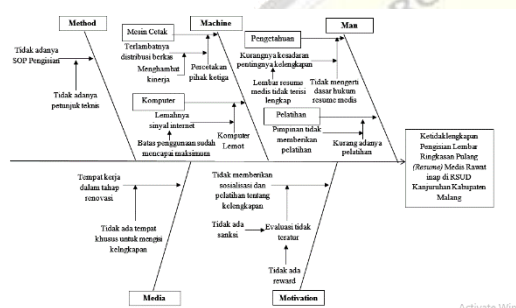 Method
Machine
Man
Mesin Cetak
Pengetahuan
Tidak adanya
SOP Pengisian
Terlambatnya
distribusi berkas
Kurangnya kesadaran
pentingnya kelengkapan
Menghambat
kinerja
Percetakan
pihak ketiga
Lembar resume
medis tidak terisi
lengkap
Tidak mengerti
dasar hukum
resume medis
Tidak adanya
petunjuk teknis
Komputer
Pelatihan
Lemahnya
sinyal internet
Pimpinan tidak
memberikan
pelatihan
Batas penggunaan sudah
mencapai maksimum
Komputer
Lemot
Kurang adanya
pelatihan
Ketidaklengkapan
Pengisian Lembar
Ringkasan Pulang
(Resume) Medis Rawat
inap di RSUD
Kanjuruhan Kabupaten
Malang
Tempat kerja
dalam tahap
renovasi
Tidak memberikan
sosialisasi dan
pelatihan tentang
kelengkapan
Tidak ada tempat
khusus untuk mengisi
kelngkapan
Tidak ada
sanksi
Evaluasi tidak
teratur
Tidak ada
reward
Media
Motivation